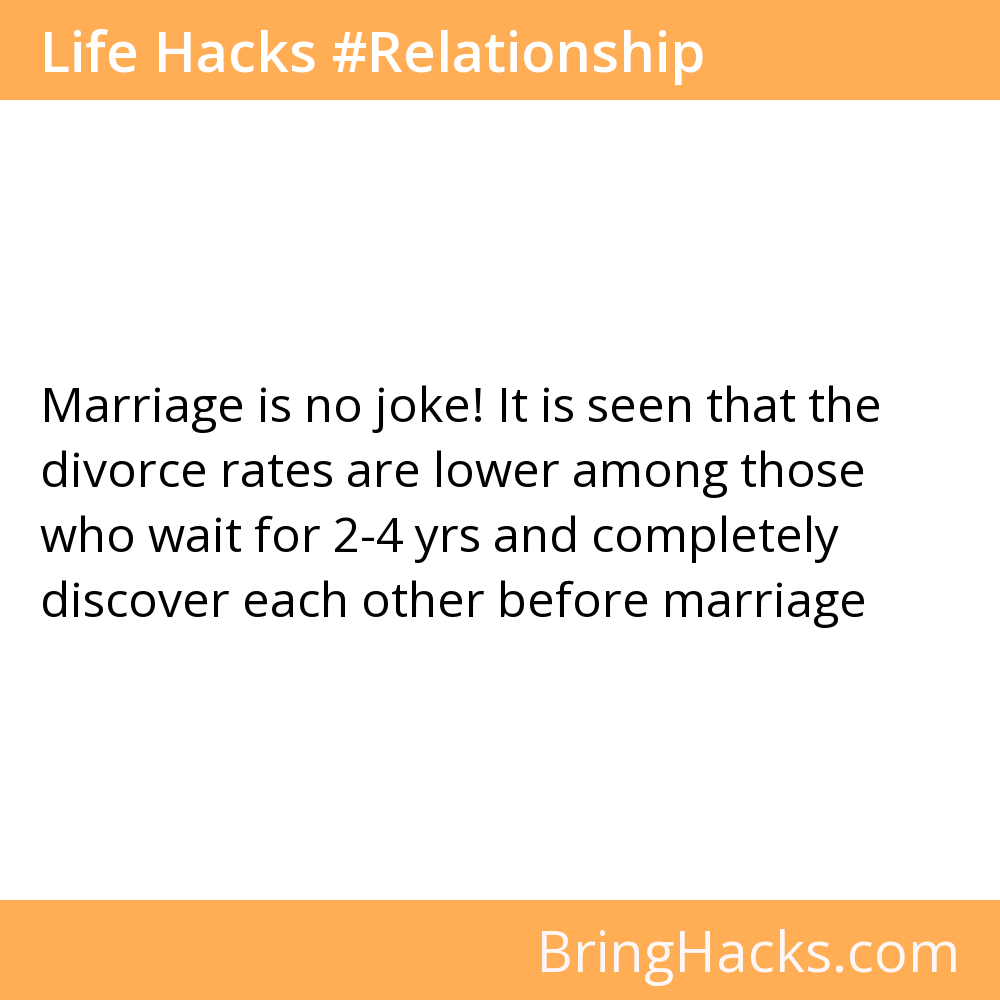 Life Hacks #Relationship
Marriage is no joke! It is seen that the
divorce rates are lower among those
who wait for 2-4 yrs and completely
discover each other before marriage
BringHacks.com